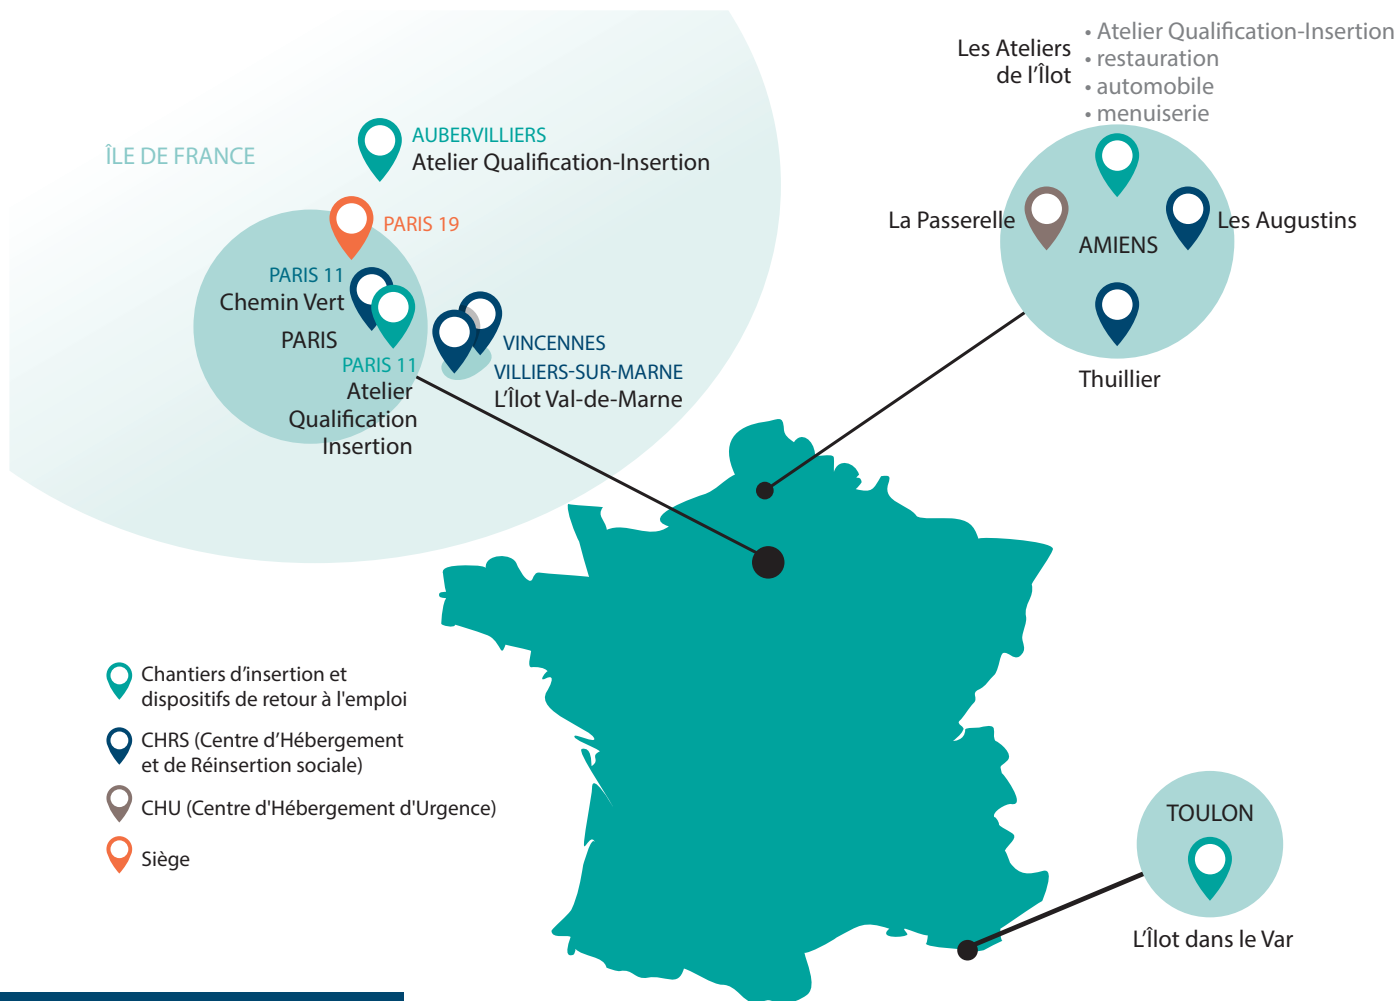 ÎLE DE FRANCE
AUBERVILLIERS
Atelier Qualification-Insertion
PARIS 19
PARIS 11
Chemin Vert
PARIS
PARIS 11
Atelier
Qualification
Insertion
VINCENNES
VILLIERS-SUR-MARNE
L’Îlot Val-de-Marne
Les Ateliers
de l’Îlot
• Atelier Qualification-Insertion
• restauration
• automobile
• menuiserie
La Passerelle
Les Augustins
AMIENS
Thuillier
Chantiers d’insertion et
dispositifs de retour à l'emploi
CHRS (Centre d’Hébergement
et de Réinsertion sociale)
CHU (Centre d'Hébergement d'Urgence)
Siège
TOULON
L’Îlot dans le Var